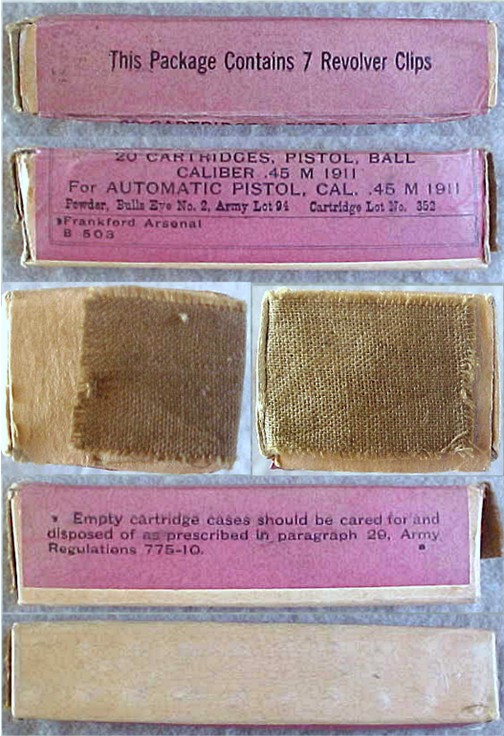 This Package Contains 7 Revolver Clips
20 CARTRIDGES, PISTOL, BALL
CALIBER .45 M 1911
For AUTOMATIC PISTOL, CAL. .45 M 1911
Powder, Bulls Eye No. 2, Army Lot 94 Cartridge Lot No. 352
Frankford Arsenal
B 503
Empty cartridge cases should be cared for and
disposed of as prescribed in paragraph 29, Army
Regulations 775-10.